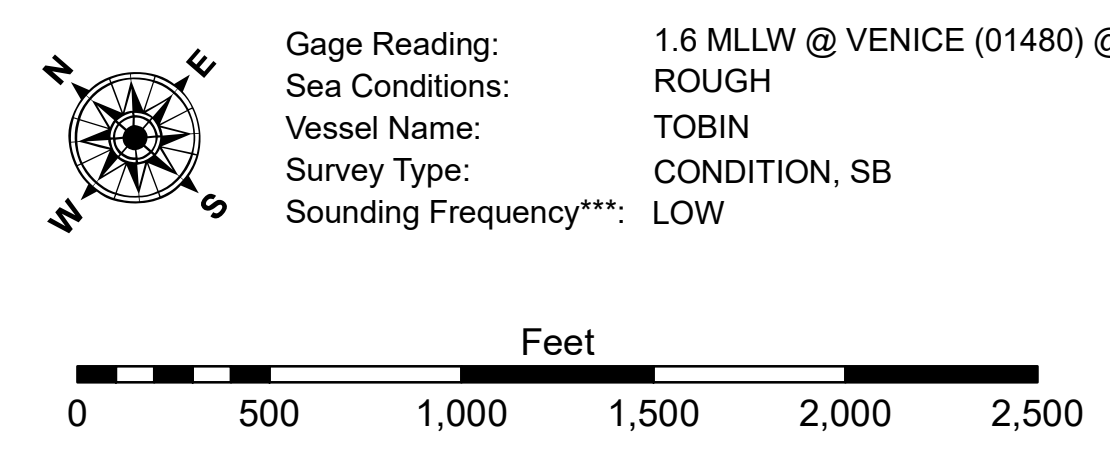 N E
W S
Gage Reading: 1.6 MLLW @ VENICE (01480) @
Sea Conditions: ROUGH
Vessel Name: TOBIN
Survey Type: CONDITION, SB
Sounding Frequency***: LOW
Feet
0 500 1,000 1,500 2,000 2,500